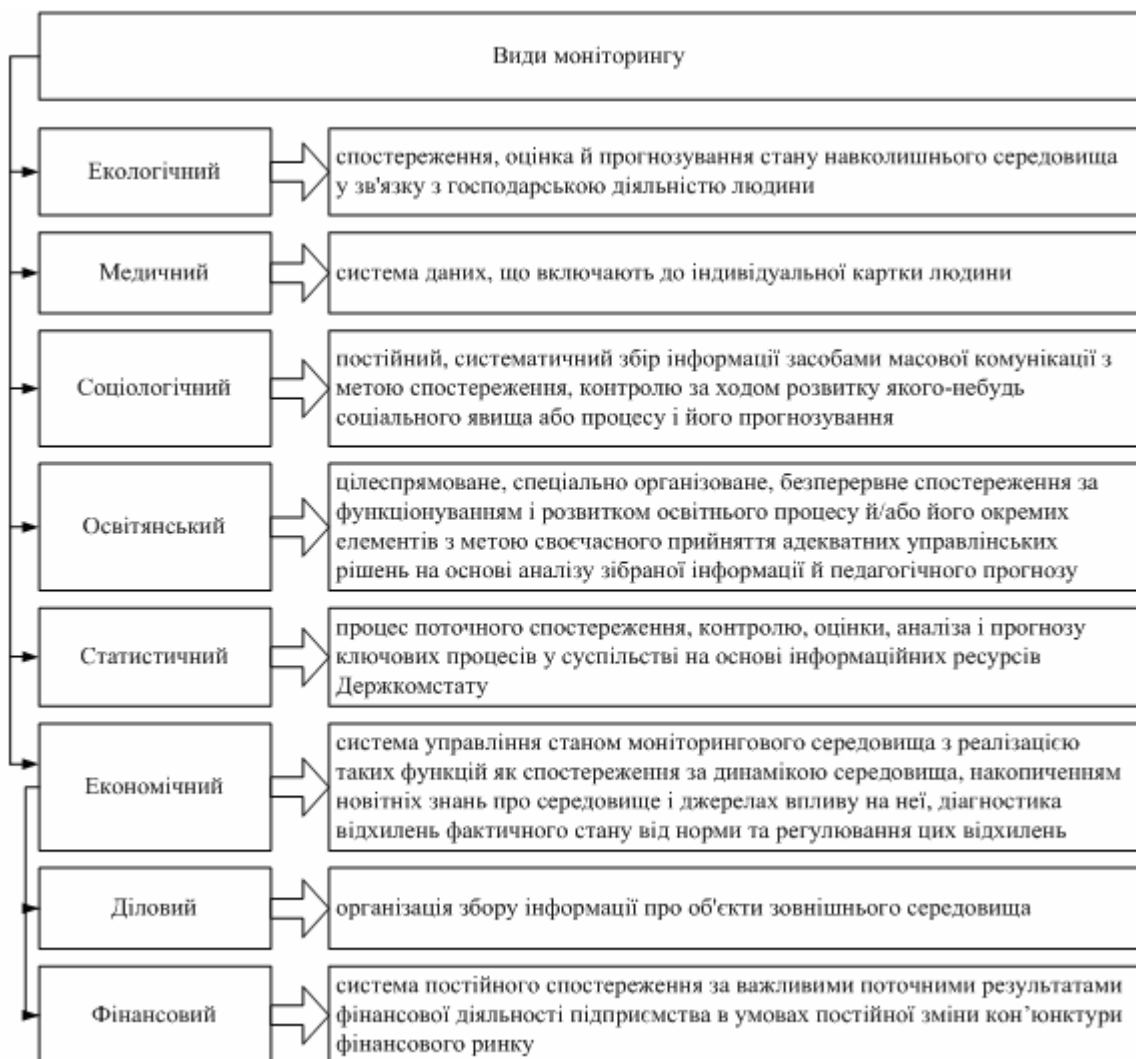 Види моніторингу
Екологічний
спостереження, оцінка й прогнозування стану навколишнього середовища
у зв'язку з господарською діяльністю людини
Медичний
система даних, що включають до індивідуальної картки людини
Соціологічний
постійний, систематичний збір інформації засобами масової комунікації з
метою спостереження, контролю за ходом розвитку якого-небудь
соціального явища або процесу і його прогнозування
Освітянський
цілеспрямоване, спеціально організоване, безперервне спостереження за
функціонуванням і розвитком освітнього процесу й/або його окремих
елементів з метою своєчасного прийняття адекватних управлінських
рішень на основі аналізу зібраної інформації й педагогічного прогнозу
Статистичний
процес поточного спостереження, контролю, оцінки, аналіза і прогнозу
ключових процесів у суспільстві на основі інформаційних ресурсів
Держкомстату
Економічний
система управління станом моніторингового середовища з реалізацією
таких функцій як спостереження за динамікою середовища, накопиченням
новітніх знань про середовище і джерелах впливу на неї, діагностика
відхилень фактичного стану від норми та регулювання цих відхилень
Діловий
організація збору інформації про об'єкти зовнішнього середовища
Фінансовий
система постійного спостереження за важливими поточними результатами
фінансової діяльності підприємства в умовах постійної зміни кон’юнктури
фінансового ринку